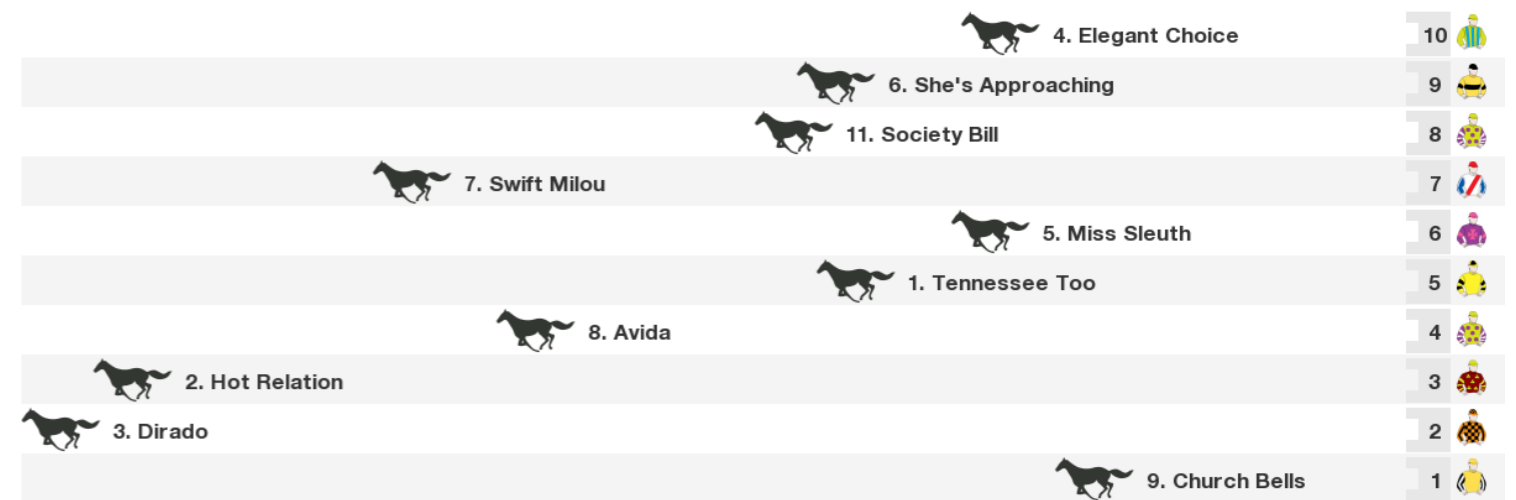 4. Elegant Choice 10
6. She's Approaching 9
11. Society Bill 8
7. Swift Milou 7
5. Miss Sleuth 6
1. Tennessee Too 5
8. Avida 4
2. Hot Relation 3
3. Dirado 2
9. Church Bells 1